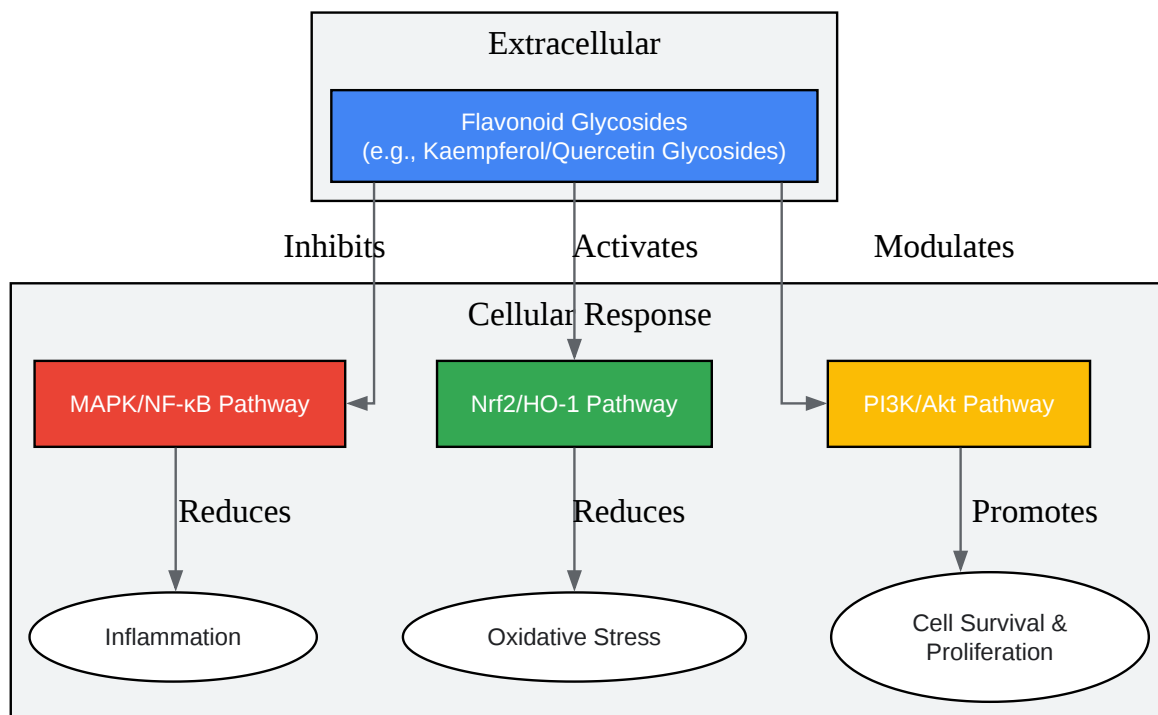 Extracellular
Flavonoid Glycosides
(e.g., Kaempferol/Quercetin Glycosides)
Inhibits
Activates
Modulates
Cellular Response
MAPK/NF-κB Pathway
Nrf2/HO-1 Pathway
PI3K/Akt Pathway
Reduces
Reduces
Promotes
Inflammation
Oxidative Stress
Cell Survival &
Proliferation